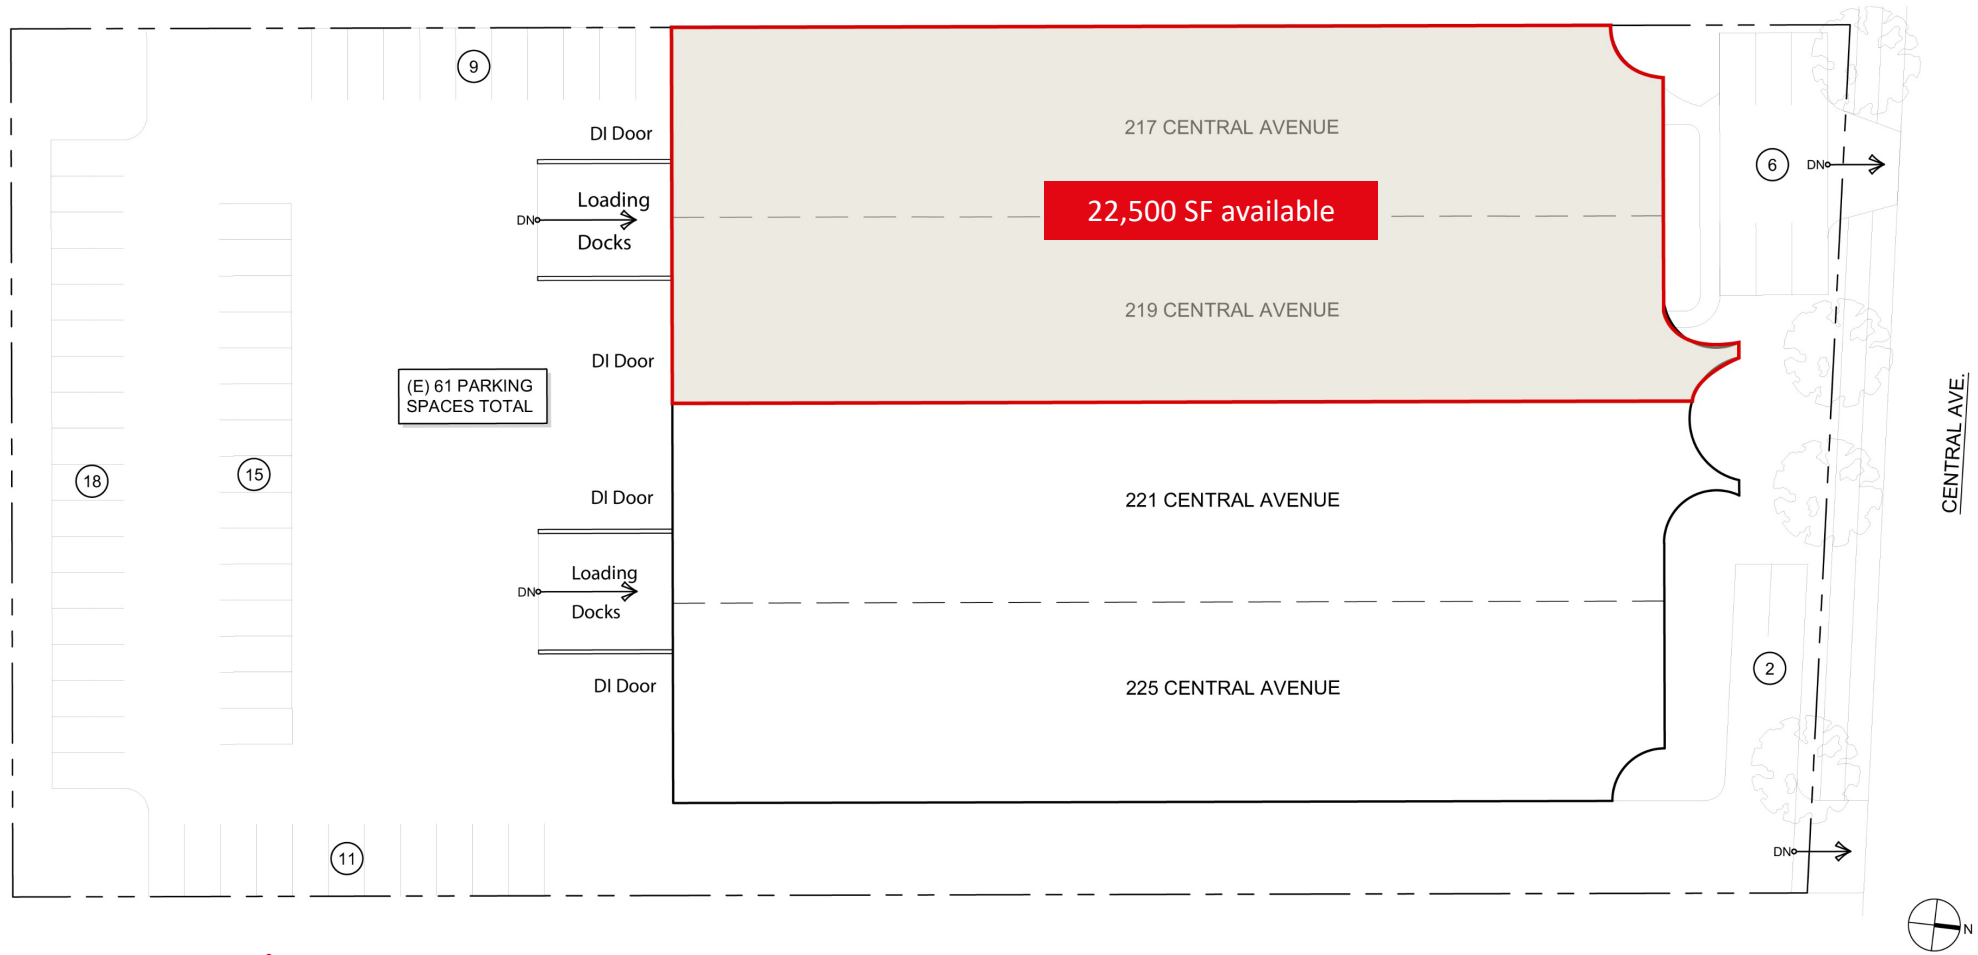 9
DI Door
217 CENTRAL AVENUE
6
DN
Loading
DN
22,500 SF available
Docks
219 CENTRAL AVENUE
DI Door
(E) 61 PARKING
SPACES TOTAL
CENTRAL AVE.
18
15
DI Door
221 CENTRAL AVENUE
Loading
DN
Docks
2
DI Door
225 CENTRAL AVENUE
11
DN
N